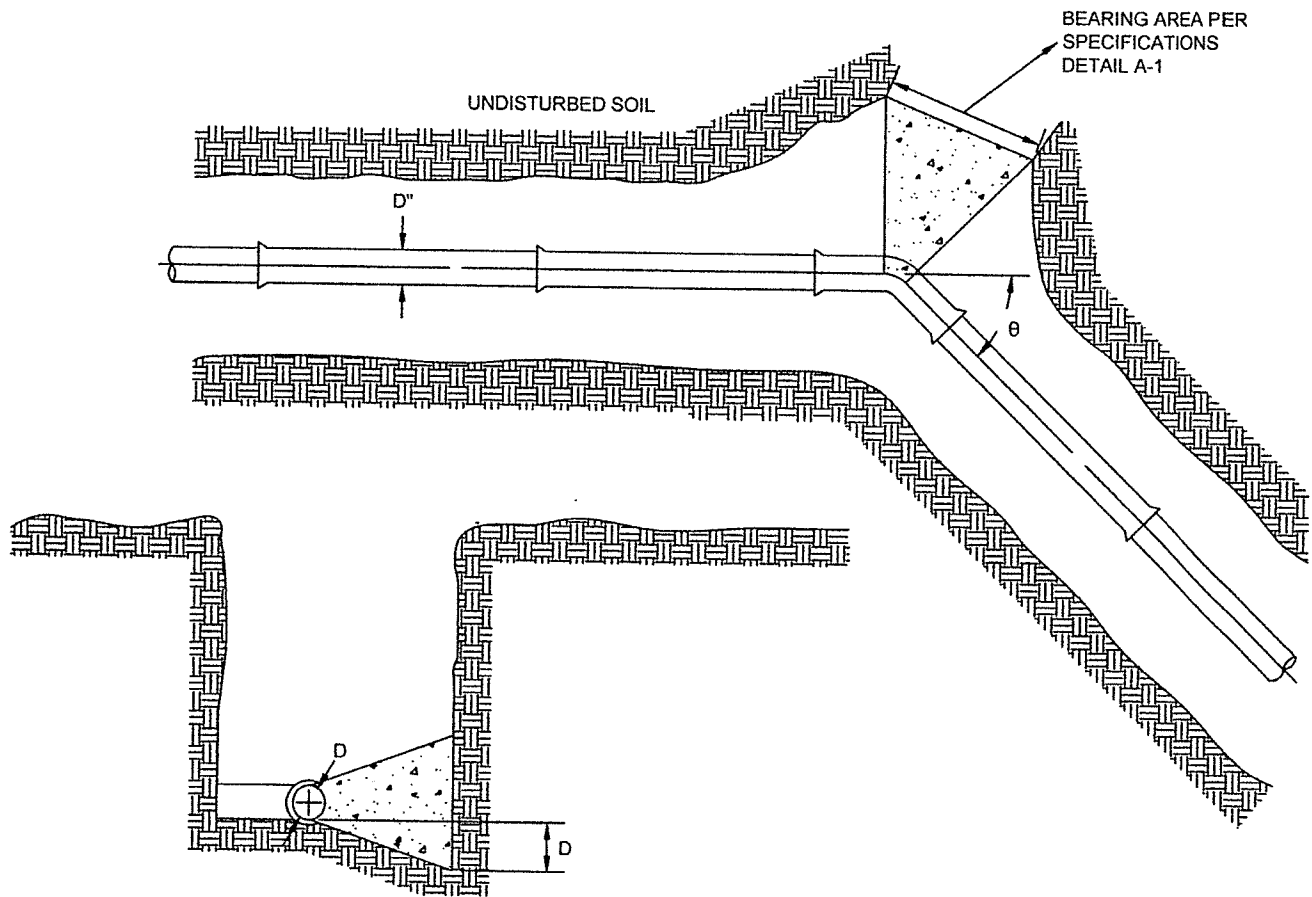 BEARING AREA PER
SPECIFICATIONS
DETAIL A-1
UNDISTURBED SOIL
D"
θ
D
D